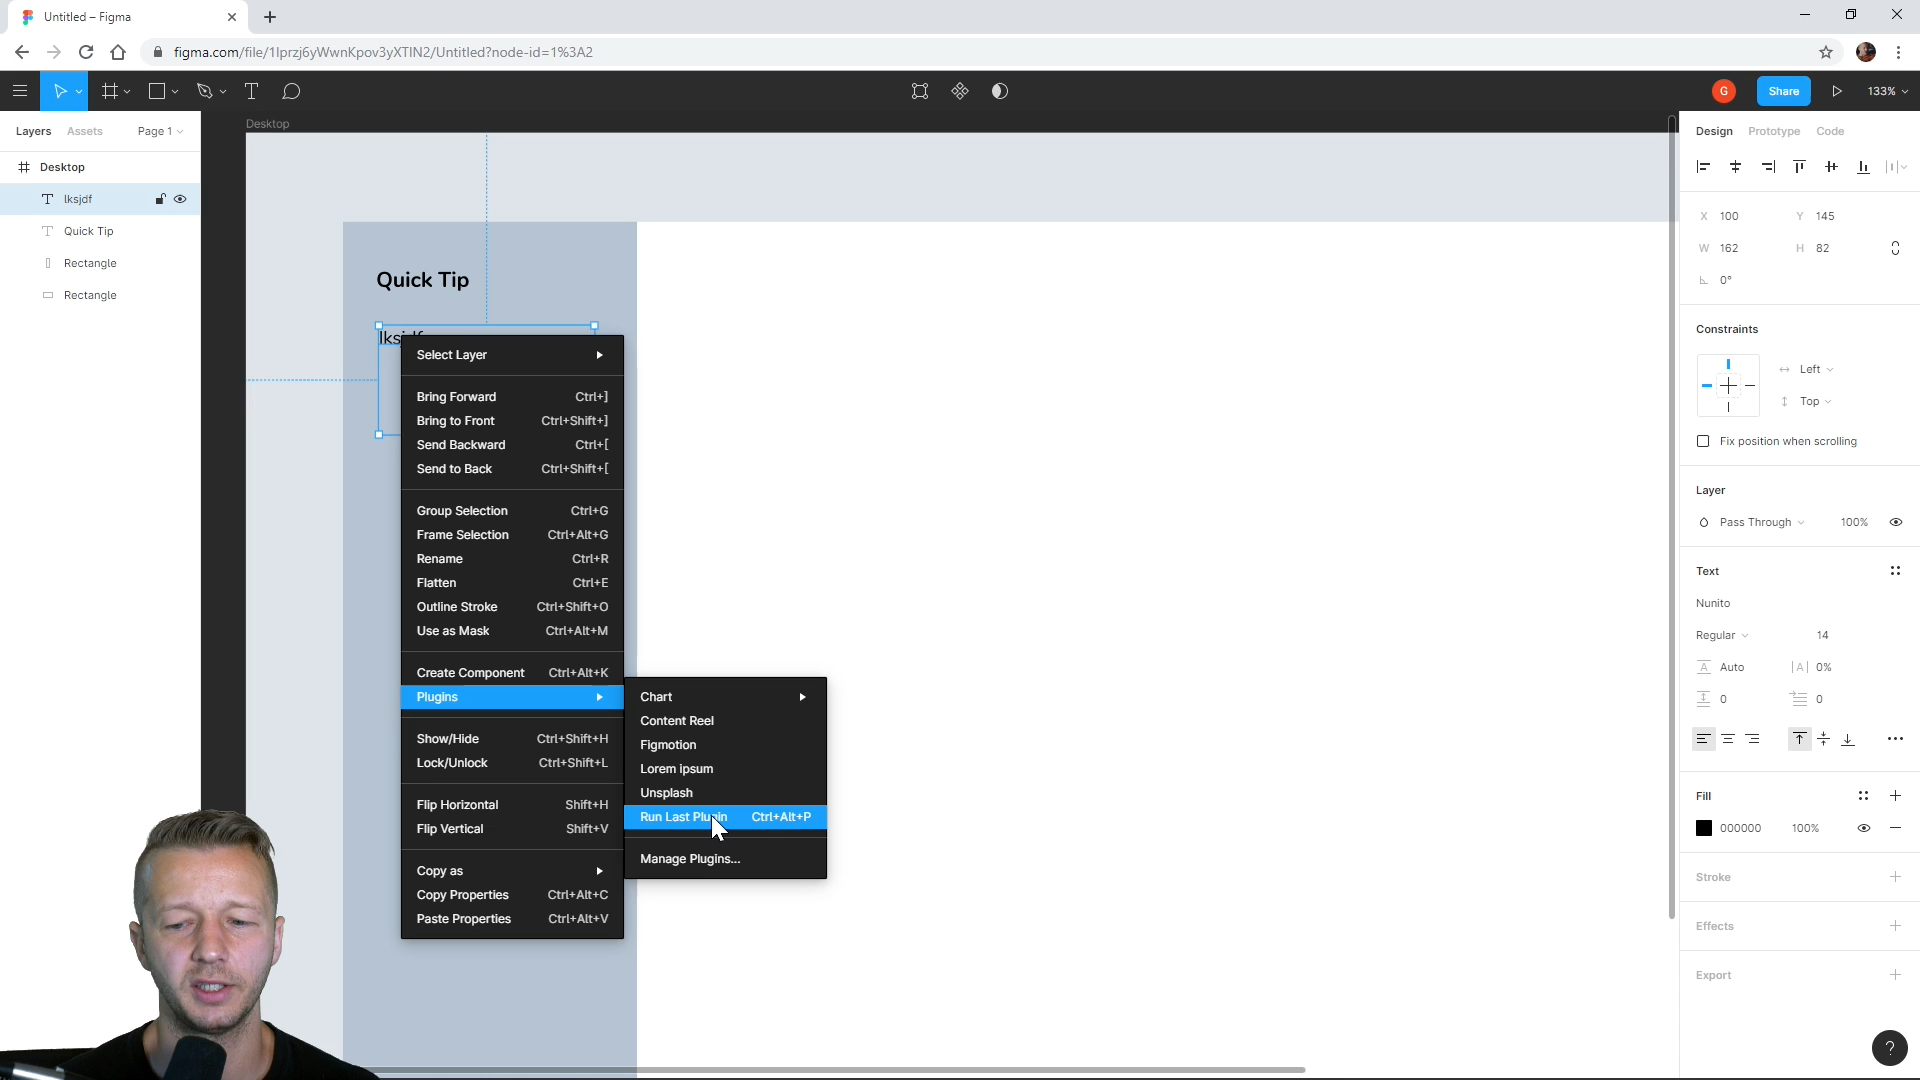 Untitled – Figma
figma.com/file/1lprzj6yWwnKpov3yXTIN2/Untitled?node-id=1%3A2
G
Share
133%
Layers
Assets
Page 1
Desktop
Design
Prototype
Code
Desktop
lksjdf
Quick Tip
Rectangle
Rectangle
Quick Tip
Select Layer
Bring Forward Ctrl+]
Bring to Front Ctrl+Shift+]
Send Backward Ctrl+[
Send to Back Ctrl+Shift+[
Group Selection Ctrl+G
Frame Selection Ctrl+Alt+G
Rename Ctrl+R
Flatten Ctrl+E
Outline Stroke Ctrl+Shift+O
Use as Mask Ctrl+Alt+M
Create Component Ctrl+Alt+K
Plugins
Show/Hide Ctrl+Shift+H
Lock/Unlock Ctrl+Shift+L
Flip Horizontal Shift+H
Flip Vertical Shift+V
Copy as
Copy Properties Ctrl+Alt+C
Paste Properties Ctrl+Alt+V
Chart
Content Reel
Figmotion
Lorem ipsum
Unsplash
Run Last Plugin Ctrl+Alt+P
Manage Plugins...
X 100 Y 145
W 162 H 82
0°
Constraints
Left
Top
Fix position when scrolling
Layer
Pass Through 100%
Text
Nunito
Regular 14
A Auto |A| 0%
0 0
Fill
000000 100%
Stroke
Effects
Export
?